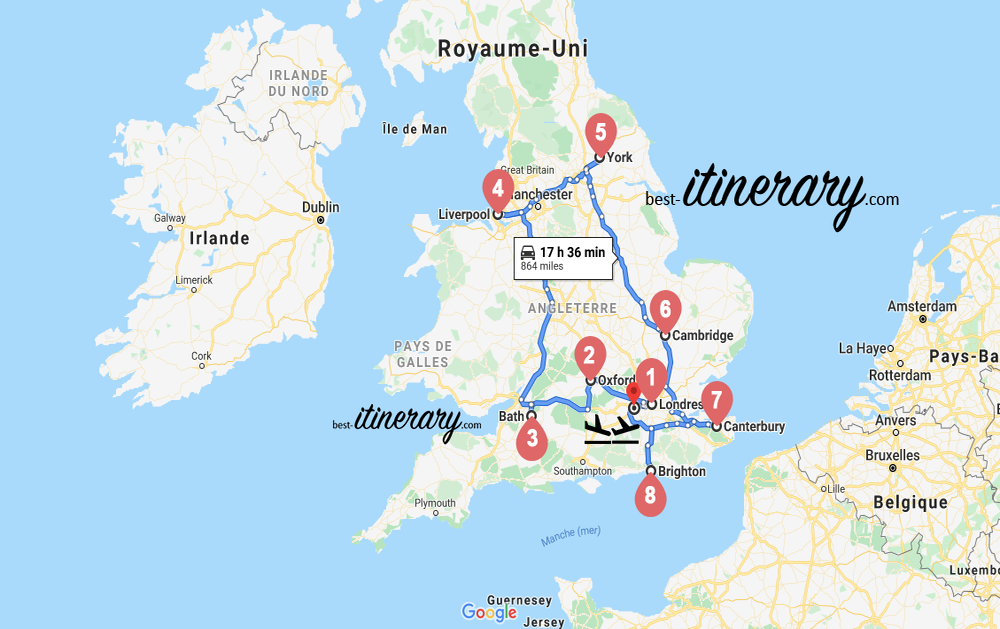 Royaume-Uni
IRLANDE
DU NORD
Île de Man
5
York
Great Britain
4
Manchester
Liverpool
best-itinerary.com
Galway
Dublin
Irlande
Limerick
Cork
17 h 36 min
864 miles
ANGLETERRE
6
Cambridge
PAYS DE
GALLES
2
Oxford
1
Londres
7
Canterbury
Bath
3
best-itinerary.com
Southampton
Brighton
8
Plymouth
Manche (mer)
Amsterdam
La Haye
Pays-Ba
Rotterdam
Anvers
Bruxelles
Lille
Belgique
Luxembo
Guernesey
Google
Jersey